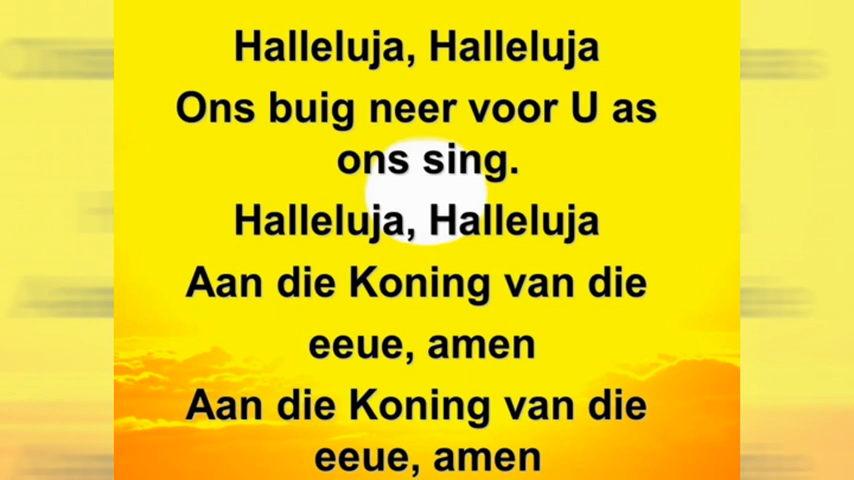 Halleluja, Halleluja
Ons buig neer voor U as
ons sing.
Halleluja, Halleluja
Aan die Koning van die
eeue, amen
Aan die Koning van die
eeue, amen